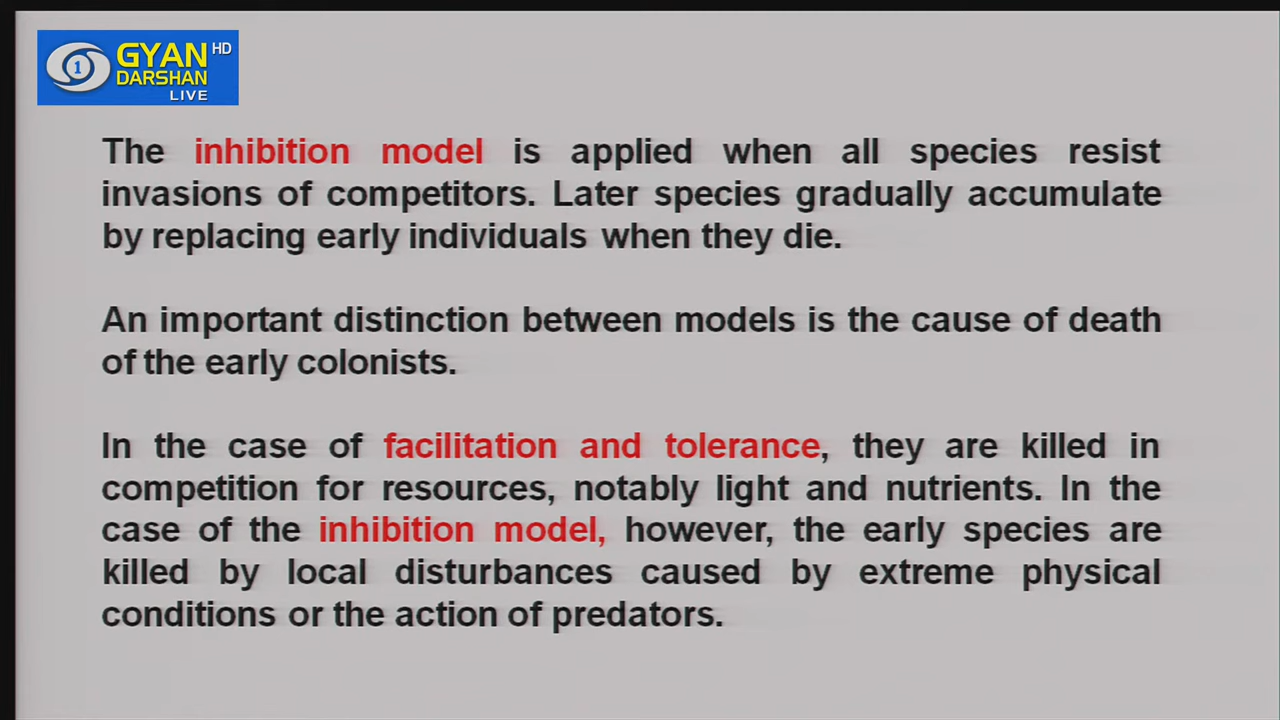 GYAN HD
DARSHAN
LIVE
1
The inhibition model is applied when all species resist
invasions of competitors. Later species gradually accumulate
by replacing early individuals when they die.
An important distinction between models is the cause of death
of the early colonists.
In the case of facilitation and tolerance, they are killed in
competition for resources, notably light and nutrients. In the
case of the inhibition model, however, the early species are
killed by local disturbances caused by extreme physical
conditions or the action of predators.